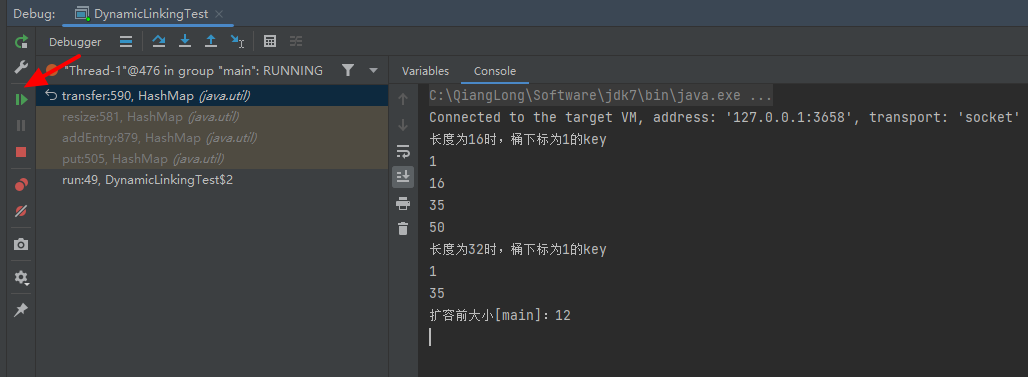 Debug: DynamicLinkingTest
Debugger
"Thread-1"@476 in group "main": RUNNING
transfer:590, HashMap (java.util)
resize:581, HashMap (java.util)
addEntry:879, HashMap (java.util)
put:505, HashMap (java.util)
run:49, DynamicLinkingTest$2
Variables Console
C:\QiangLong\Software\jdk7\bin\java.exe ...
Connected to the target VM, address: '127.0.0.1:3658', transport: 'socket'
长度为16时，桶下标为1的key
1
16
35
50
长度为32时，桶下标为1的key
1
35
扩容前大小[main]：12